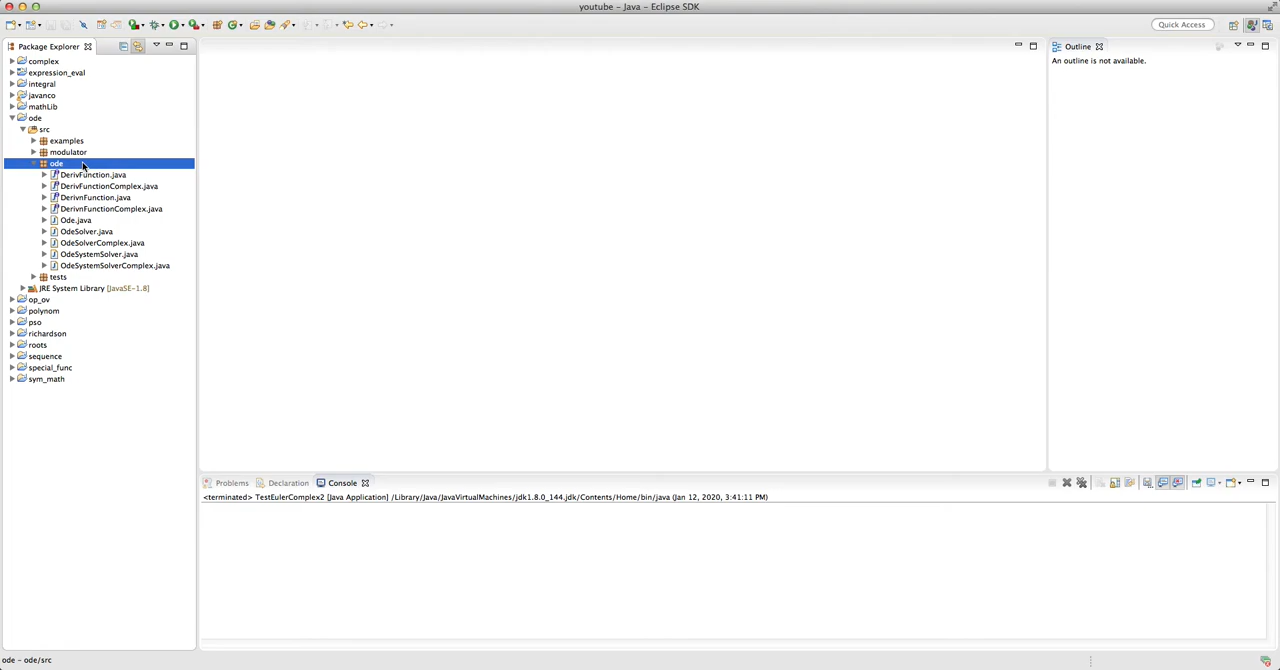 youtube - Java - Eclipse SDK
Quick Access
Package Explorer
complex
expression_eval
integral
javanco
mathLib
ode
src
examples
modulator
ode
DerivFunction.java
DerivFunctionComplex.java
DerivnFunction.java
DerivnFunctionComplex.java
Ode.java
OdeSolver.java
OdeSolverComplex.java
OdeSystemSolver.java
OdeSystemSolverComplex.java
tests
JRE System Library [JavaSE-1.8]
op_ov
polynom
pso
richardson
roots
sequence
special_func
sym_math
Outline
An outline is not available.
Problems
Declaration
Console
<terminated> TestEulerComplex2 [Java Application] /Library/Java/JavaVirtualMachines/jdk1.8.0_144.jdk/Contents/Home/bin/java (Jan 12, 2020, 3:41:11 PM)
ode - ode/src